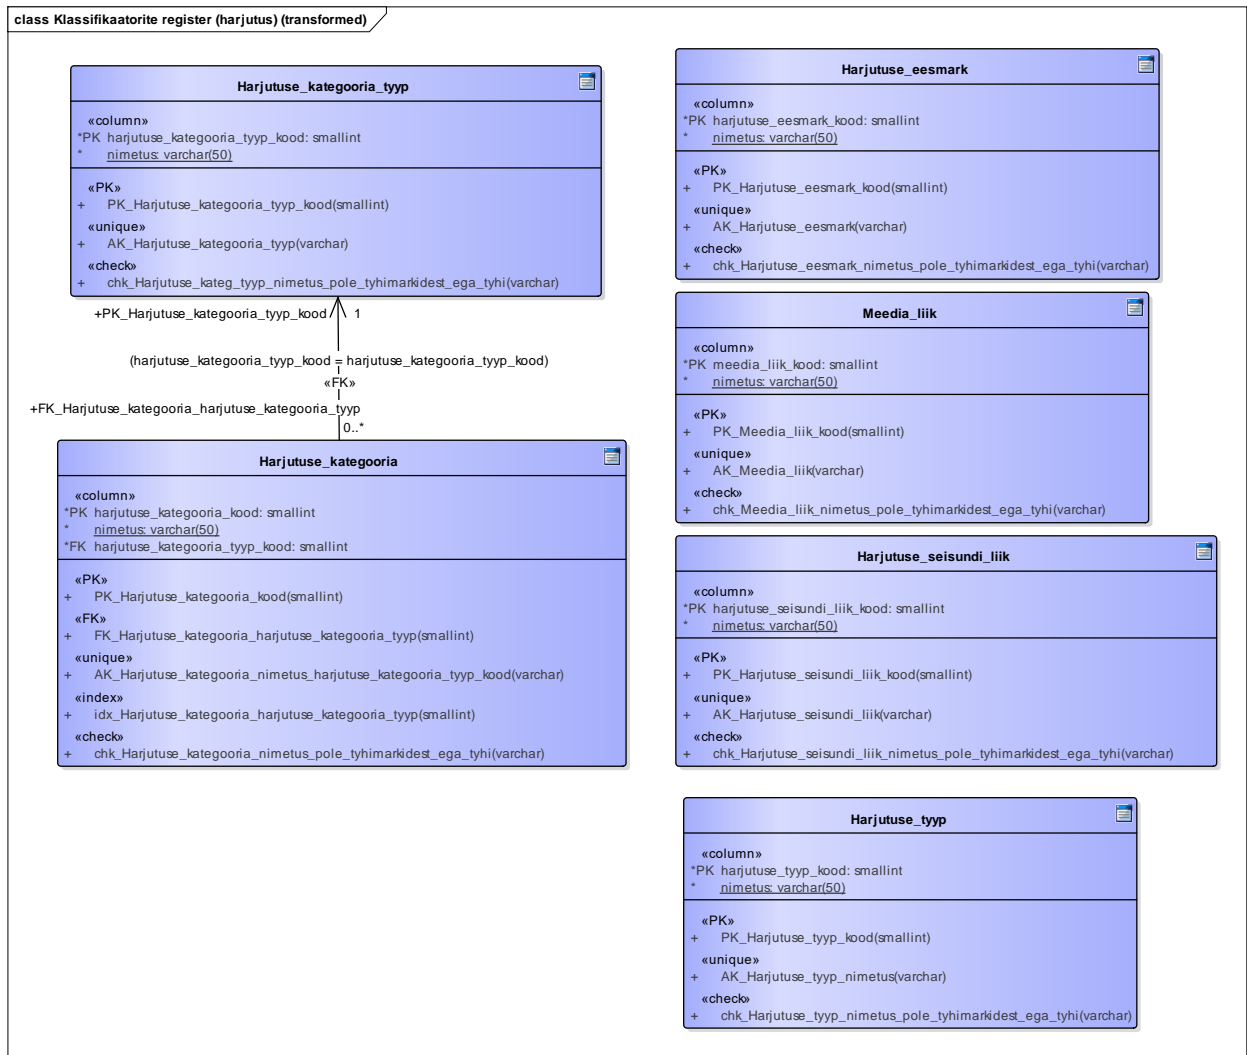 class Klassifikaatorite register (harjutus) (transformed)
Harjutuse_kategooria_tyyp
«column»
*PK harjutuse_kategooria_tyyp_kood: smallint
* nimetus: varchar(50)
«PK»
+ PK_Harjutuse_kategooria_tyyp_kood(smallint)
«unique»
+ AK_Harjutuse_kategooria_tyyp(varchar)
«check»
+ chk_Harjutuse_kateg_tyyp_nimetus_pole_tyhimarkidest_ega_tyhi(varchar)
+PK_Harjutuse_kategooria_tyyp_kood 1
(harjutuse_kategooria_tyyp_kood = harjutuse_kategooria_tyyp_kood)
«FK»
+FK_Harjutuse_kategooria_harjutuse_kategooria_tyyp
0..*
Harjutuse_kategooria
«column»
*PK harjutuse_kategooria_kood: smallint
* nimetus: varchar(50)
*FK harjutuse_kategooria_tyyp_kood: smallint
«PK»
+ PK_Harjutuse_kategooria_kood(smallint)
«FK»
+ FK_Harjutuse_kategooria_harjutuse_kategooria_tyyp(smallint)
«unique»
+ AK_Harjutuse_kategooria_nimetus_harjutuse_kategooria_tyyp_kood(varchar)
«index»
+ idx_Harjutuse_kategooria_harjutuse_kategooria_tyyp(smallint)
«check»
+ chk_Harjutuse_kategooria_nimetus_pole_tyhimarkidest_ega_tyhi(varchar)
Harjutuse_eesmark
«column»
*PK harjutuse_eesmark_kood: smallint
* nimetus: varchar(50)
«PK»
+ PK_Harjutuse_eesmark_kood(smallint)
«unique»
+ AK_Harjutuse_eesmark(varchar)
«check»
+ chk_Harjutuse_eesmark_nimetus_pole_tyhimarkidest_ega_tyhi(varchar)
Meedia_liik
«column»
*PK meedia_liik_kood: smallint
* nimetus: varchar(50)
«PK»
+ PK_Meedia_liik_kood(smallint)
«unique»
+ AK_Meedia_liik(varchar)
«check»
+ chk_Meedia_liik_nimetus_pole_tyhimarkidest_ega_tyhi(varchar)
Harjutuse_seisundi_liik
«column»
*PK harjutuse_seisundi_liik_kood: smallint
* nimetus: varchar(50)
«PK»
+ PK_Harjutuse_seisundi_liik_kood(smallint)
«unique»
+ AK_Harjutuse_seisundi_liik(varchar)
«check»
+ chk_Harjutuse_seisundi_liik_nimetus_pole_tyhimarkidest_ega_tyhi(varchar)
Harjutuse_tyyp
«column»
*PK harjutuse_tyyp_kood: smallint
* nimetus: varchar(50)
«PK»
+ PK_Harjutuse_tyyp_kood(smallint)
«unique»
+ AK_Harjutuse_tyyp_nimetus(varchar)
«check»
+ chk_Harjutuse_tyyp_nimetus_pole_tyhimarkidest_ega_tyhi(varchar)